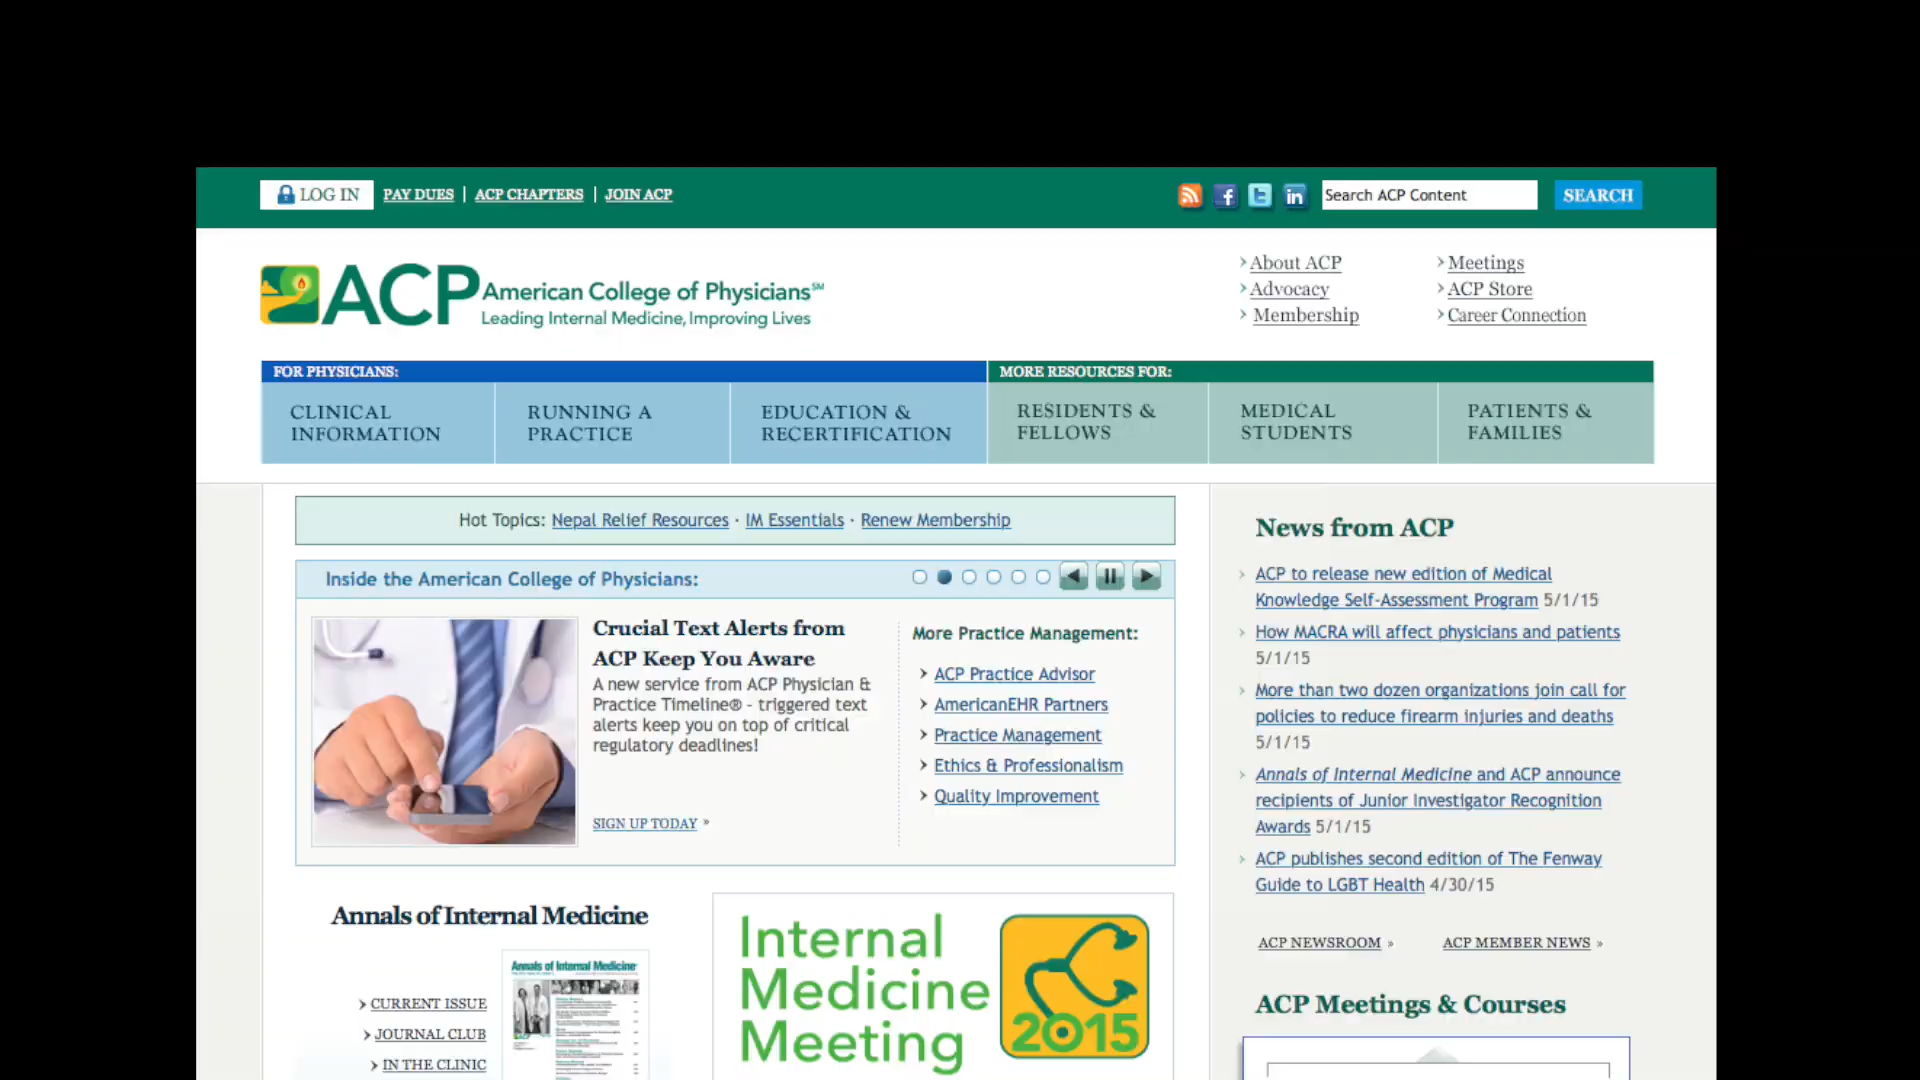 LOG IN PAY DUES | ACP CHAPTERS | JOIN ACP
Search ACP Content SEARCH
ACP American College of Physicians℠
Leading Internal Medicine, Improving Lives
About ACP
Advocacy
Membership
Meetings
ACP Store
Career Connection
FOR PHYSICIANS:
CLINICAL
INFORMATION
RUNNING A
PRACTICE
EDUCATION &
RECERTIFICATION
MORE RESOURCES FOR:
RESIDENTS &
FELLOWS
MEDICAL
STUDENTS
PATIENTS &
FAMILIES
Hot Topics: Nepal Relief Resources · IM Essentials · Renew Membership
Inside the American College of Physicians:
Crucial Text Alerts from
ACP Keep You Aware
A new service from ACP Physician &
Practice Timeline® - triggered text
alerts keep you on top of critical
regulatory deadlines!
SIGN UP TODAY »
More Practice Management:
ACP Practice Advisor
AmericanEHR Partners
Practice Management
Ethics & Professionalism
Quality Improvement
Annals of Internal Medicine
CURRENT ISSUE
JOURNAL CLUB
IN THE CLINIC
Annals of Internal Medicine
Internal
Medicine
Meeting
2015
News from ACP
ACP to release new edition of Medical
Knowledge Self-Assessment Program 5/1/15
How MACRA will affect physicians and patients
5/1/15
More than two dozen organizations join call for
policies to reduce firearm injuries and deaths
5/1/15
Annals of Internal Medicine and ACP announce
recipients of Junior Investigator Recognition
Awards 5/1/15
ACP publishes second edition of The Fenway
Guide to LGBT Health 4/30/15
ACP NEWSROOM » ACP MEMBER NEWS »
ACP Meetings & Courses